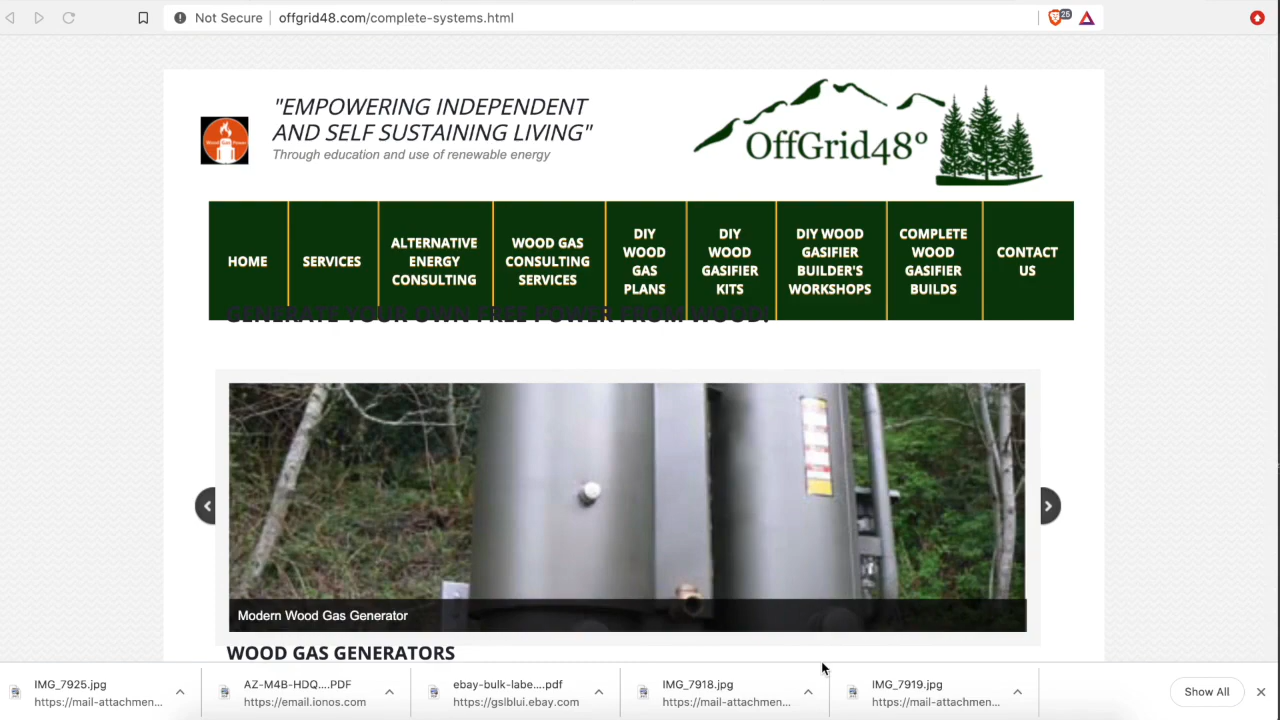 Not Secure
offgrid48.com/complete-systems.html
25
"EMPOWERING INDEPENDENT
AND SELF SUSTAINING LIVING"
Through education and use of renewable energy
OffGrid48°
HOME
SERVICES
ALTERNATIVE
ENERGY
CONSULTING
WOOD GAS
CONSULTING
SERVICES
DIY
WOOD
GAS
PLANS
DIY
WOOD
GASIFIER
KITS
DIY WOOD
GASIFIER
BUILDER'S
WORKSHOPS
COMPLETE
WOOD
GASIFIER
BUILDS
CONTACT
US
GENERATE YOUR OWN FREE POWER FROM WOOD!
Modern Wood Gas Generator
WOOD GAS GENERATORS
IMG_7925.jpg
https://mail-attachmen...
AZ-M4B-HDQ....PDF
https://email.ionos.com
ebay-bulk-labe....pdf
https://gslblui.ebay.com
IMG_7918.jpg
https://mail-attachmen...
IMG_7919.jpg
https://mail-attachmen...
Show All